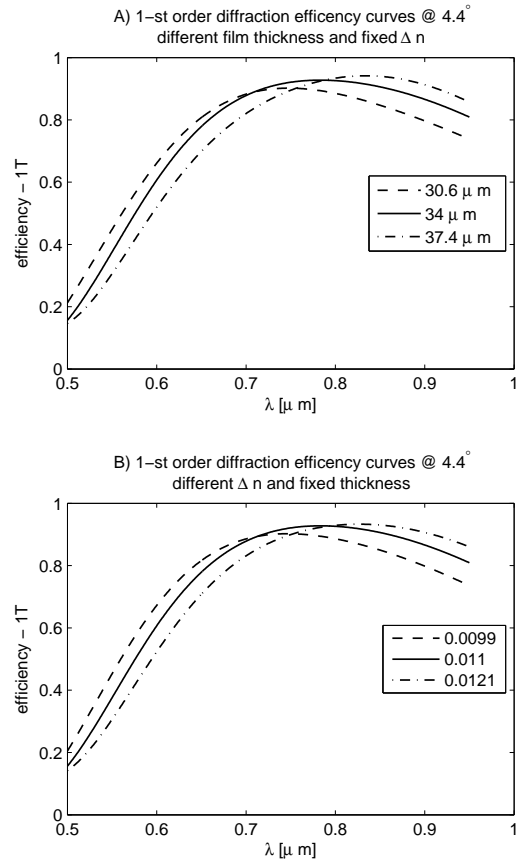 A) 1−st order diffraction efficency curves @ 4.4°
different film thickness and fixed Δ n
1
0.8
0.6
0.4
0.2
0
efficiency − 1T
30.6 μ m
34 μ m
37.4 μ m
0.5 0.6 0.7 0.8 0.9 1
λ [μ m]
B) 1−st order diffraction efficency curves @ 4.4°
different Δ n and fixed thickness
1
0.8
0.6
0.4
0.2
0
efficiency − 1T
0.0099
0.011
0.0121
0.5 0.6 0.7 0.8 0.9 1
λ [μ m]